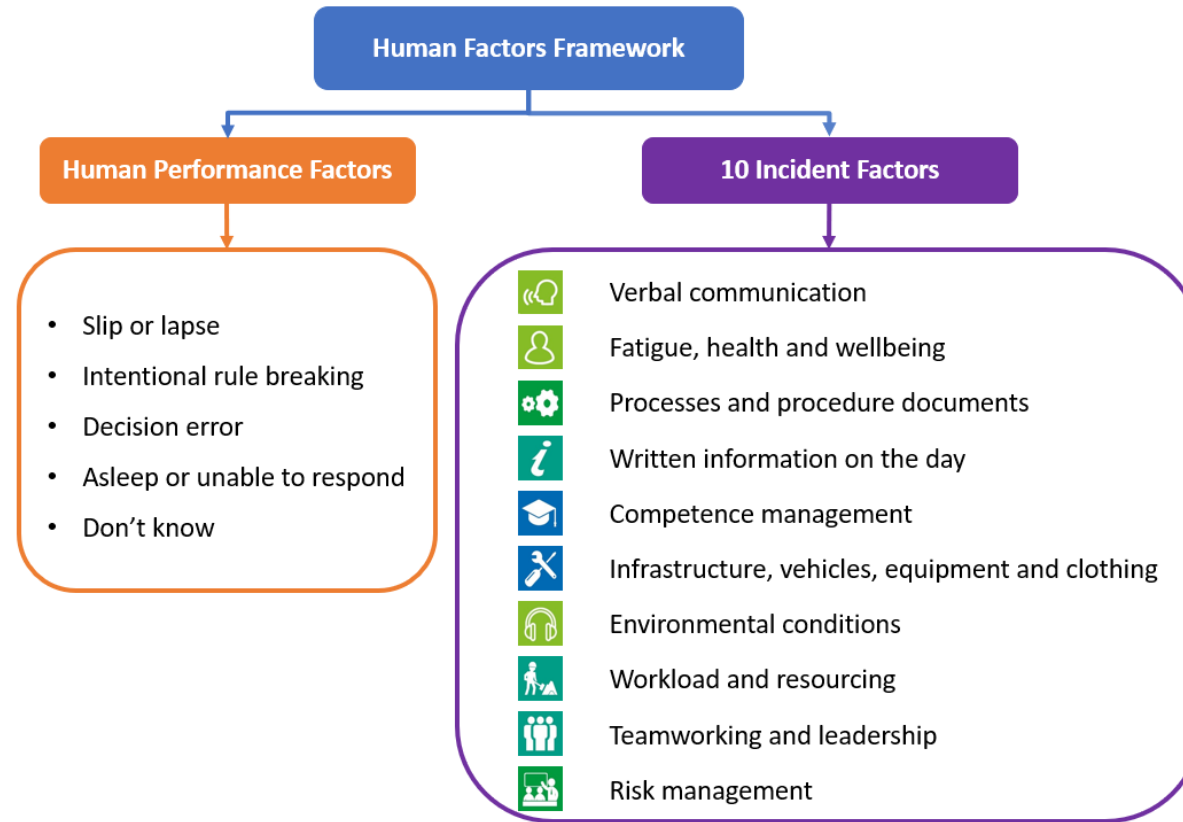 Human Factors Framework
Human Performance Factors
10 Incident Factors
• Slip or lapse
• Intentional rule breaking
• Decision error
• Asleep or unable to respond
• Don’t know
Verbal communication
Fatigue, health and wellbeing
Processes and procedure documents
Written information on the day
Competence management
Infrastructure, vehicles, equipment and clothing
Environmental conditions
Workload and resourcing
Teamworking and leadership
Risk management